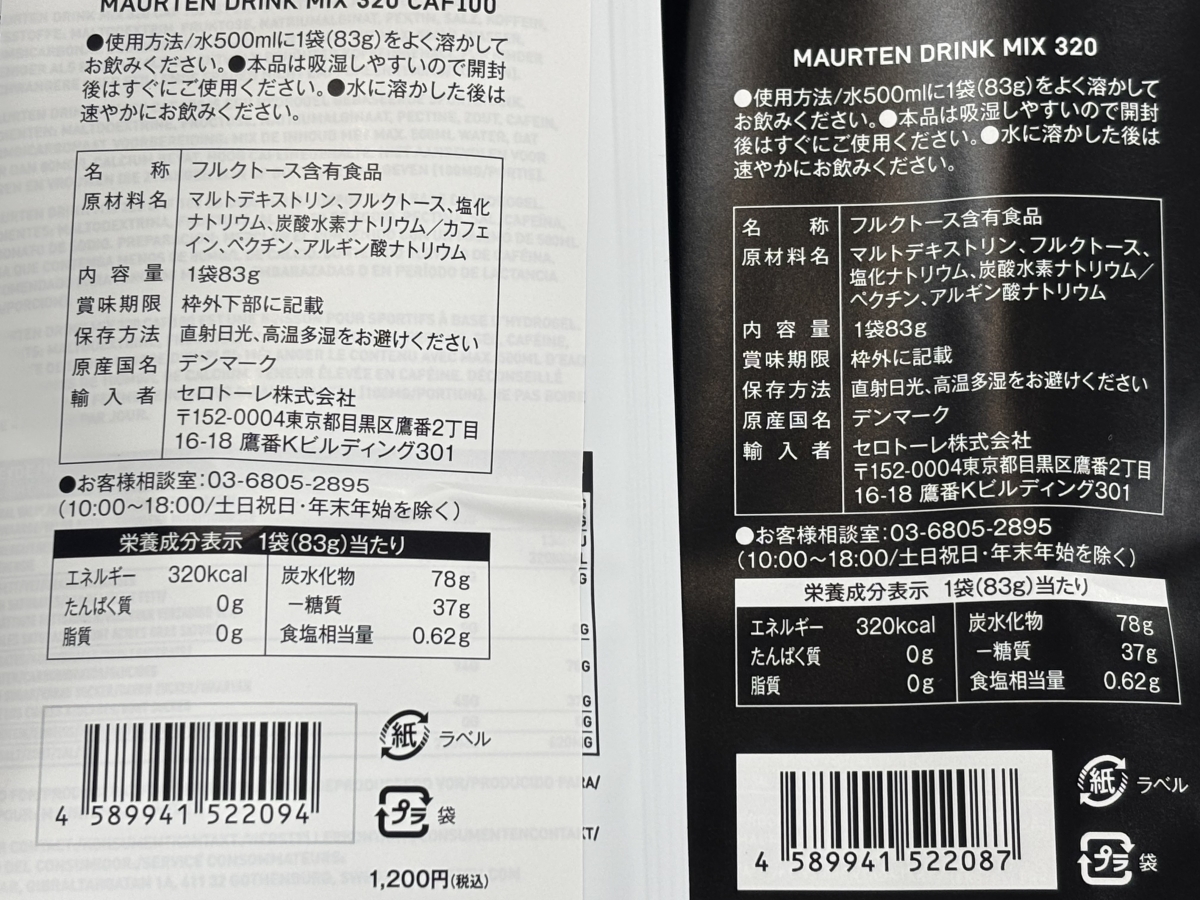 MAURTEN DRINK MIX 320 CAF100
●使用方法/水500mlに1袋(83g)をよく溶かして
お飲みください。●本品は吸湿しやすいので開封
後はすぐにご使用ください。●水に溶かした後は
速やかにお飲みください。
名 称 フルクトース含有食品
原材料名 マルトデキストリン、フルクトース、塩化
ナトリウム、炭酸水素ナトリウム／カフェ
イン、ペクチン、アルギン酸ナトリウム
内容量 1袋83g
賞味期限 枠外下部に記載
保存方法 直射日光、高温多湿をお避けください
原産国名 デンマーク
輸入者 セロトーレ株式会社
〒152-0004東京都目黒区鷹番2丁目
16-18 鷹番Kビルディング301
●お客様相談室：03-6805-2895
(10:00～18:00/土日祝日・年末年始を除く)
栄養成分表示 1袋(83g)当たり
エネルギー 320kcal 炭水化物 78g
たんぱく質 0g －糖質 37g
脂質 0g 食塩相当量 0.62g
4 589941 522094
紙 ラベル
プラ 袋
1,200円(税込)
MAURTEN DRINK MIX 320
●使用方法/水500mlに1袋(83g)をよく溶かして
お飲みください。●本品は吸湿しやすいので開封
後はすぐにご使用ください。●水に溶かした後は
速やかにお飲みください。
名 称 フルクトース含有食品
原材料名 マルトデキストリン、フルクトース、
塩化ナトリウム、炭酸水素ナトリウム／
ペクチン、アルギン酸ナトリウム
内容量 1袋83g
賞味期限 枠外に記載
保存方法 直射日光、高温多湿をお避けください
原産国名 デンマーク
輸入者 セロトーレ株式会社
〒152-0004東京都目黒区鷹番2丁目
16-18 鷹番Kビルディング301
●お客様相談室：03-6805-2895
(10:00～18:00/土日祝日・年末年始を除く)
栄養成分表示 1袋(83g)当たり
エネルギー 320kcal 炭水化物 78g
たんぱく質 0g －糖質 37g
脂質 0g 食塩相当量 0.62g
4 589941 522087
紙 ラベル
プラ 袋